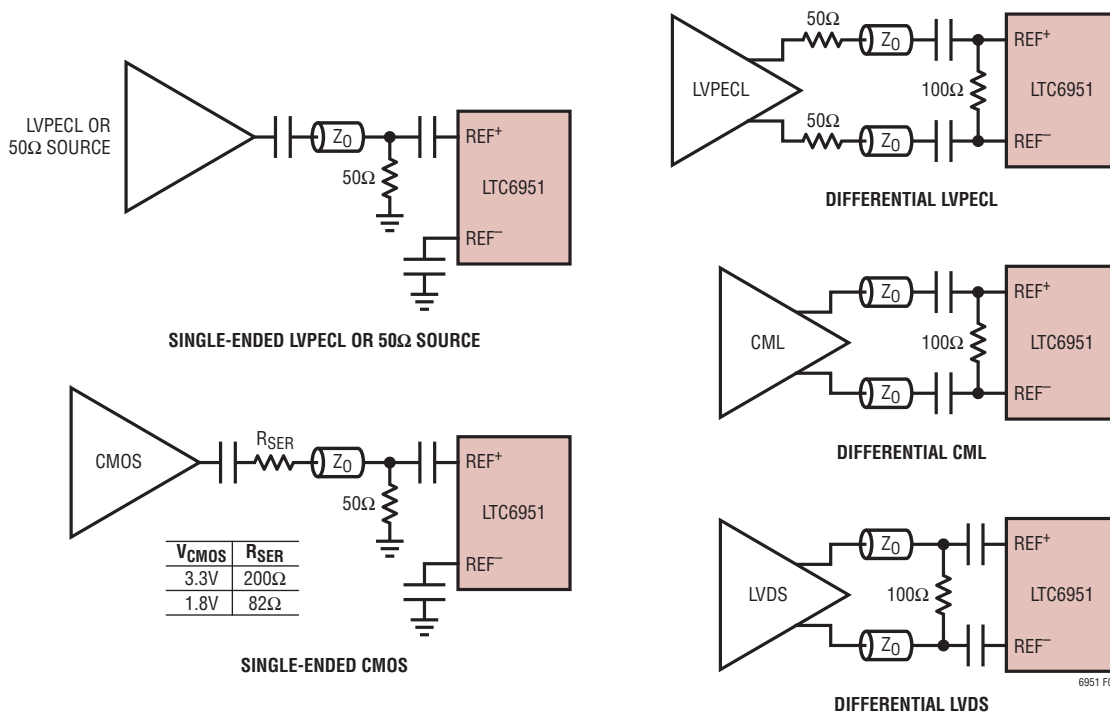 LVPECL OR
50Ω SOURCE
Z0
50Ω
REF+
LTC6951
REF–
SINGLE-ENDED LVPECL OR 50Ω SOURCE
CMOS
RSER
Z0
50Ω
REF+
LTC6951
REF–
VCMOS RSER
3.3V 200Ω
1.8V 82Ω
SINGLE-ENDED CMOS
LVPECL
50Ω
Z0
50Ω
Z0
100Ω
REF+
LTC6951
REF–
DIFFERENTIAL LVPECL
CML
Z0
Z0
100Ω
REF+
LTC6951
REF–
DIFFERENTIAL CML
LVDS
Z0
Z0
100Ω
REF+
LTC6951
REF–
6951
DIFFERENTIAL LVDS